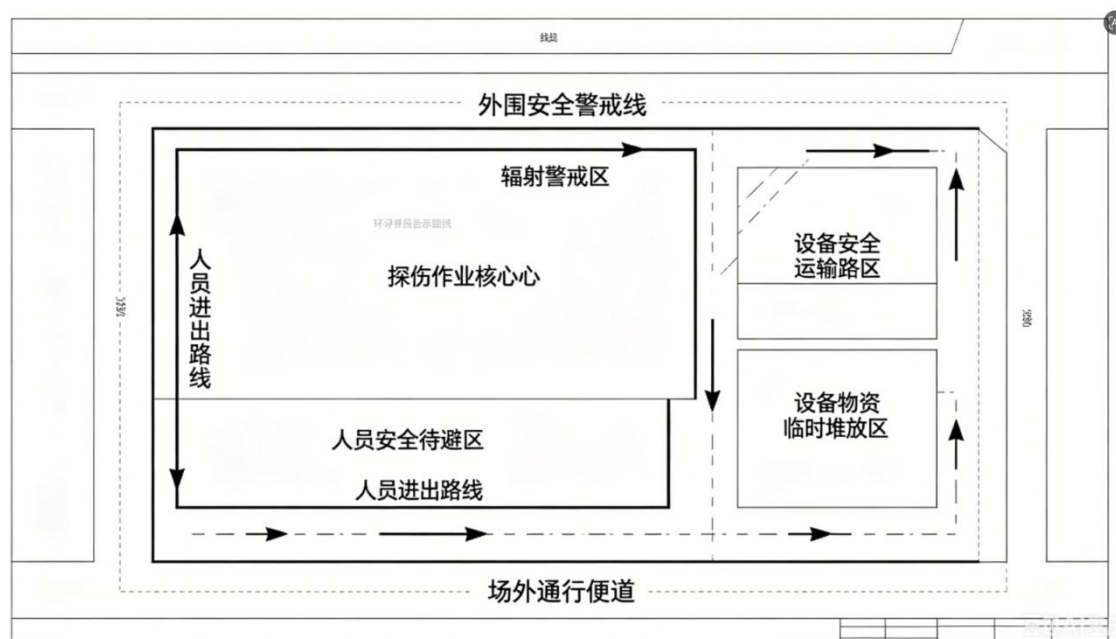 外围安全警戒线
辐射警戒区
探伤作业核心心
人员进出路线
设备安全
运输路区
人员安全待避区
人员进出路线
设备物资
临时堆放区
场外通行便道